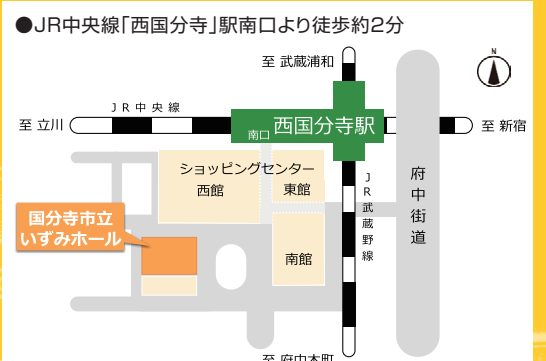 ●JR中央線「西国分寺」駅南口より徒歩約2分
至 武蔵浦和
N
JR中央線
至 立川
南口 西国分寺駅
至 新宿
ショッピングセンター
西館
東館
JR武蔵野線
府中街道
国分寺市立
いずみホール
南館
至 府中本町